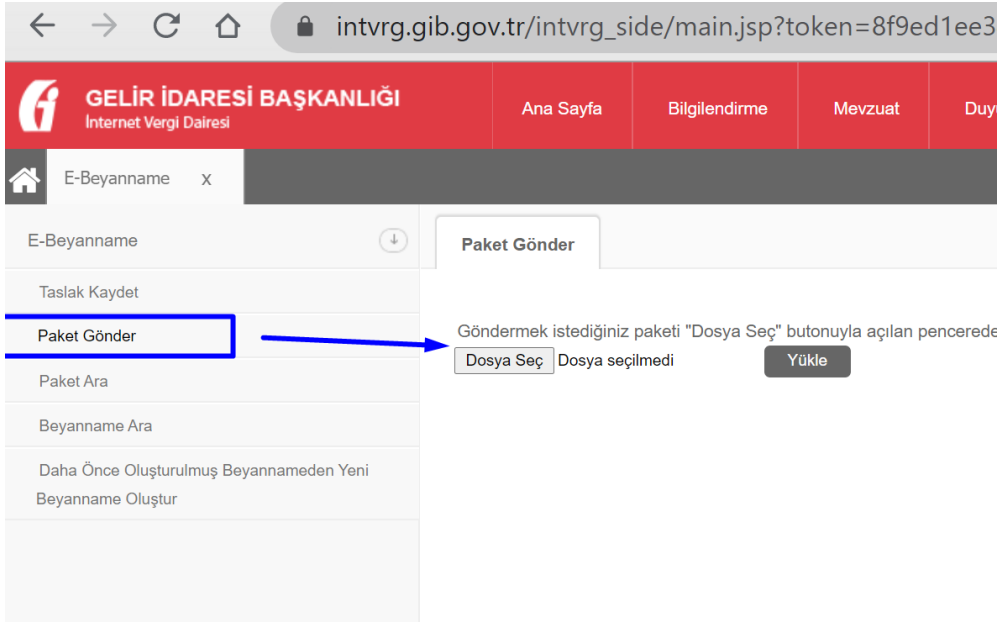 intvrg.gib.gov.tr/intvrg_side/main.jsp?token=8f9ed1ee3
GELİR İDARESİ BAŞKANLIĞI
İnternet Vergi Dairesi
Ana Sayfa
Bilgilendirme
Mevzuat
Duyu
E-Beyanname x
E-Beyanname
Taslak Kaydet
Paket Gönder
Paket Ara
Beyanname Ara
Daha Önce Oluşturulmuş Beyannameden Yeni
Beyanname Oluştur
Paket Gönder
Göndermek istediğiniz paketi "Dosya Seç" butonuyla açılan pencerede
Dosya Seç Dosya seçilmedi Yükle